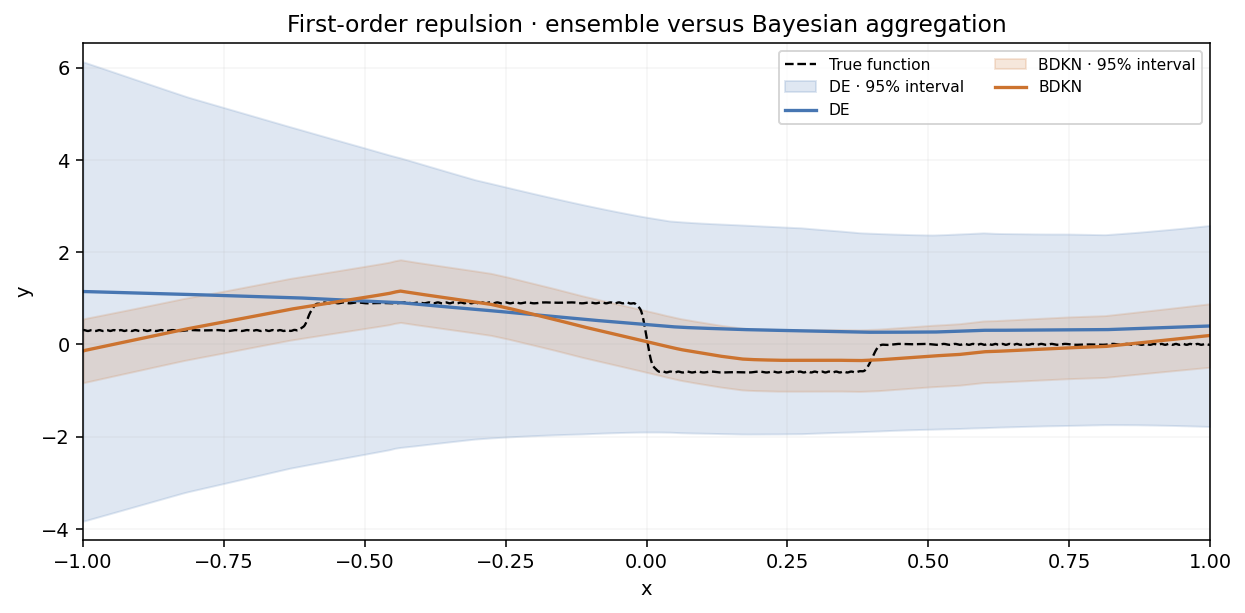 First-order repulsion · ensemble versus Bayesian aggregation
True function
DE · 95% interval
DE
BDKN · 95% interval
BDKN
y
6
4
2
0
−2
−4
−1.00 −0.75 −0.50 −0.25 0.00 0.25 0.50 0.75 1.00
x